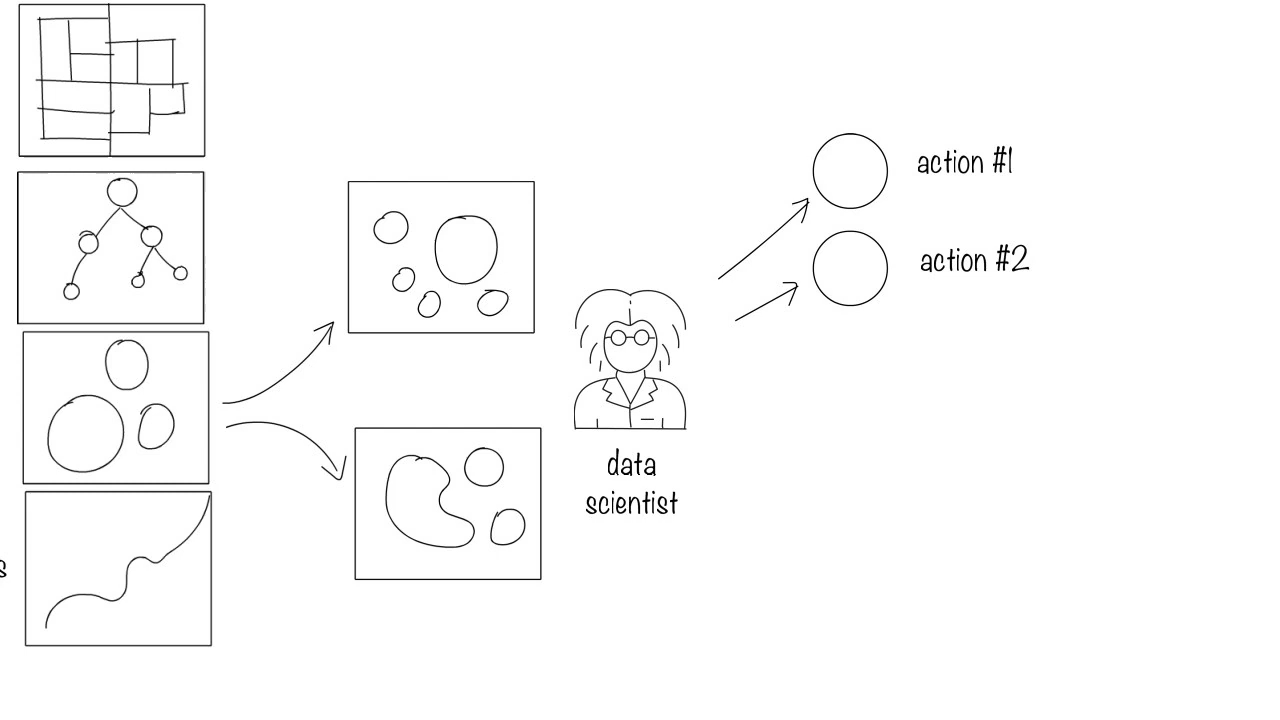 action #1
action #2
data
scientist